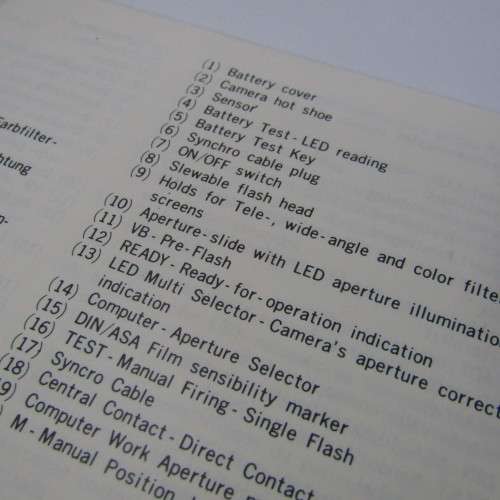 Farbfilter-
(1) Battery cover
(2) Camera hot shoe
(3) Sensor
(4) Battery Test - LED reading
(5) Battery Test Key
(6) Synchro cable plug
(7) ON/OFF switch
(8) Slewable flash head
(9) Holds for Tele-, wide-angle and color filter
screens
(10) Aperture-slide with LED aperture illumination
(11) VB - Pre-Flash
(12) READY - Ready-for-operation indication
(13) LED Multi Selector - Camera's aperture correct
indication
(14) Computer - Aperture Selector
(15) DIN/ASA Film sensibility marker
(16) TEST - Manual Firing - Single Flash
(17) Syncro Cable
(18) Central Contact - Direct Contact
Computer Work Aperture
M - Manual Position